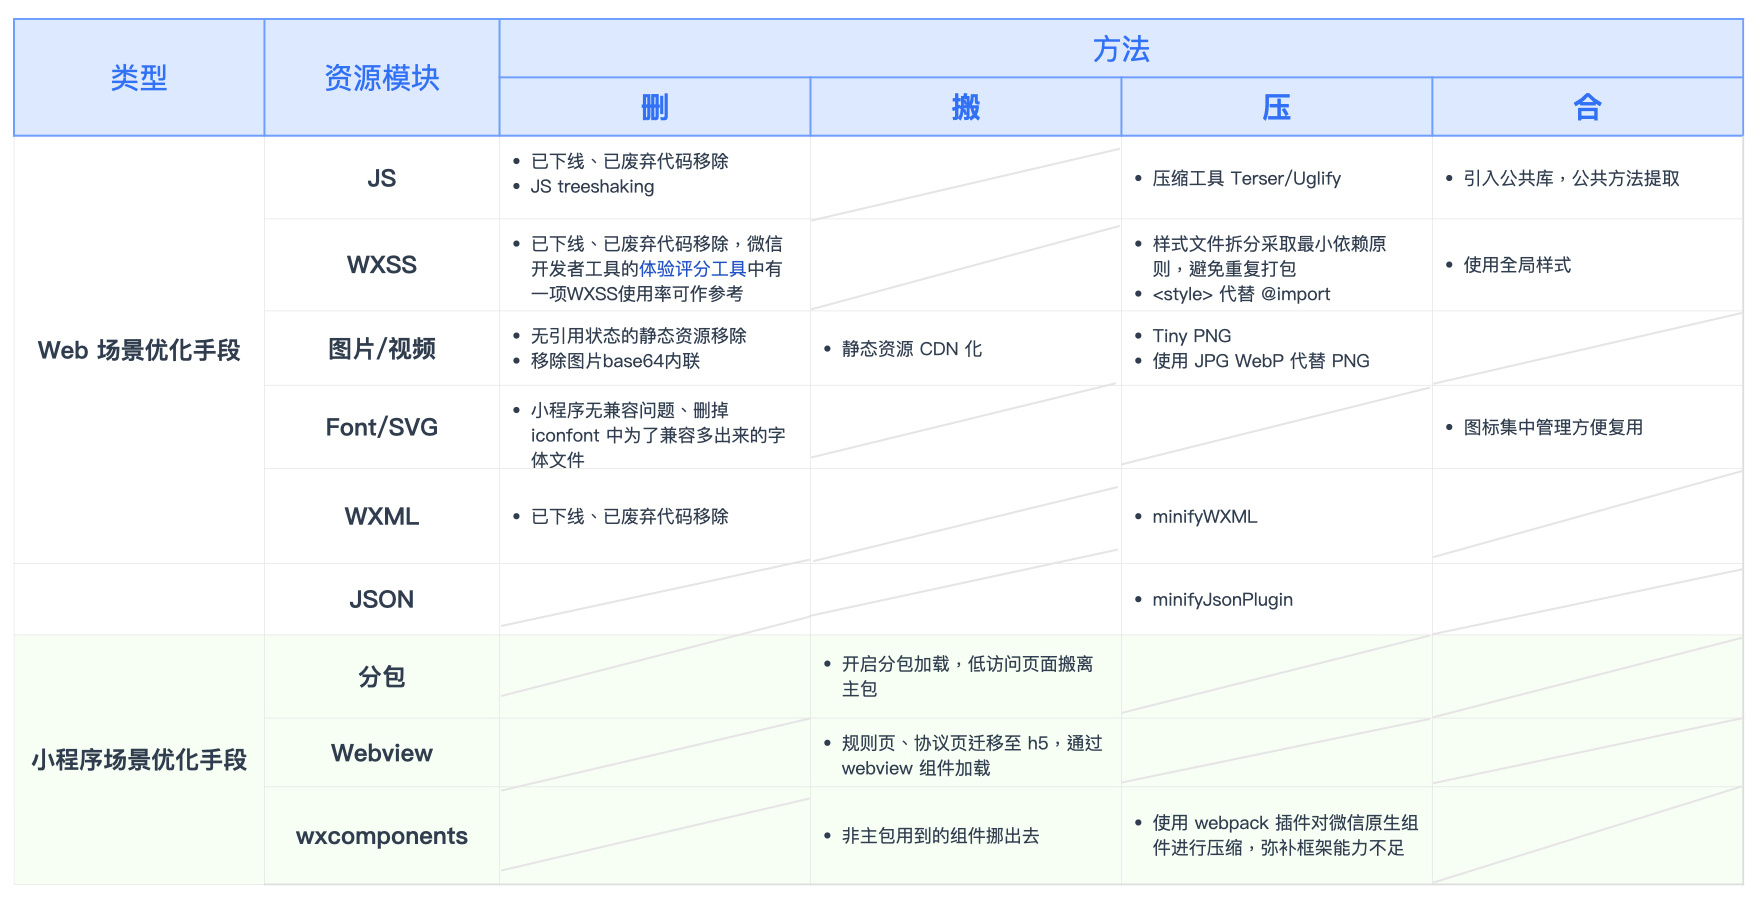 类型
资源模块
方法
删
搬
压
合
Web 场景优化手段
JS
已下线、已废弃代码移除
JS treeshaking
压缩工具 Terser/Uglify
引入公共库，公共方法提取
WXSS
已下线、已废弃代码移除，微信
开发者工具的体验评分工具中有
一项WXSS使用率可作参考
样式文件拆分采取最小依赖原
则，避免重复打包
<style> 代替 @import
使用全局样式
图片/视频
无引用状态的静态资源移除
移除图片base64内联
静态资源 CDN 化
Tiny PNG
使用 JPG WebP 代替 PNG
Font/SVG
小程序无兼容问题、删掉
iconfont 中为了兼容多出来的字
体文件
图标集中管理方便复用
WXML
已下线、已废弃代码移除
minifyWXML
JSON
minifyJsonPlugin
小程序场景优化手段
分包
开启分包加载，低访问页面搬离
主包
Webview
规则页、协议页迁移至 h5，通过
webview 组件加载
wxcomponents
非主包用到的组件挪出去
使用 webpack 插件对微信原生组
件进行压缩，弥补框架能力不足